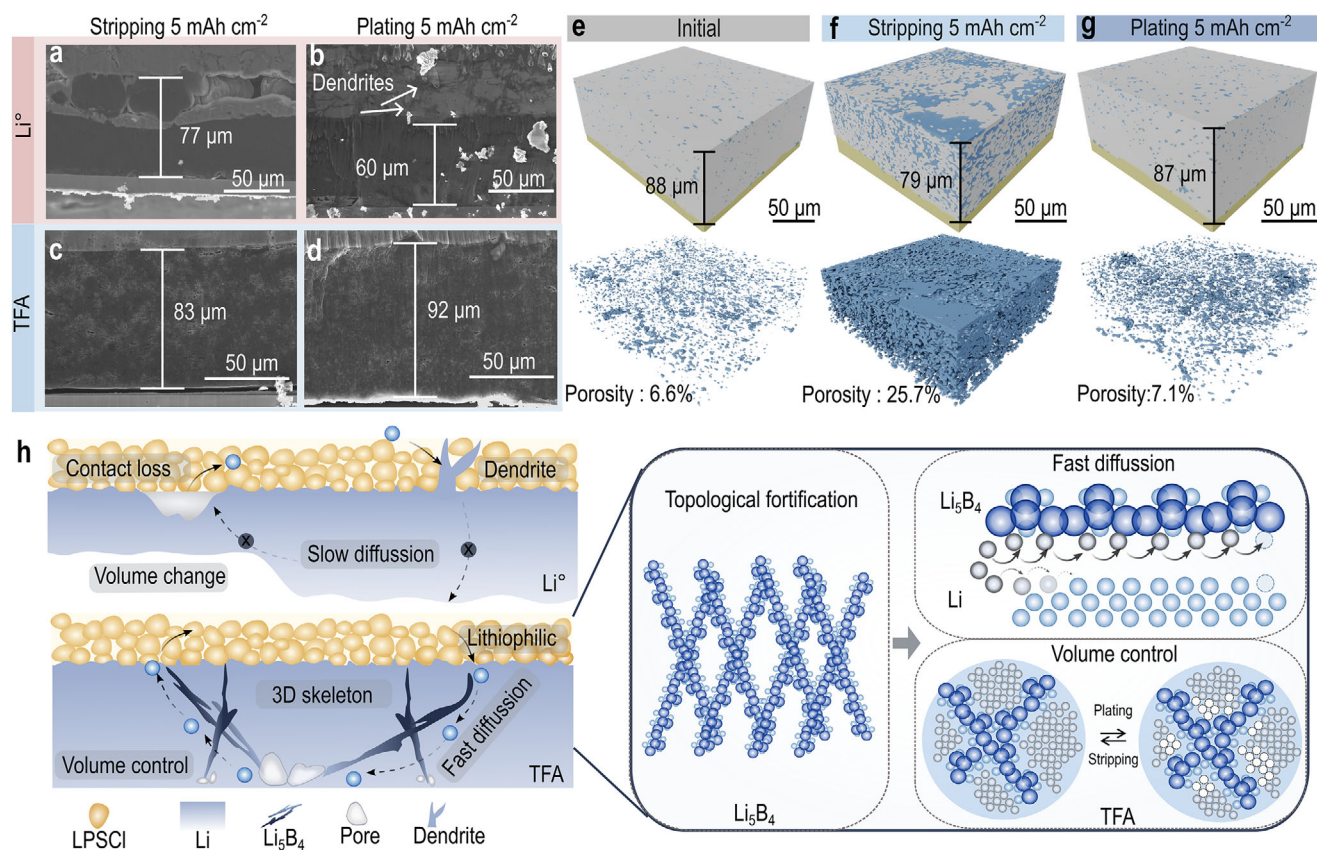 Stripping 5 mAh cm⁻²
Plating 5 mAh cm⁻²
Li°
a
77 µm
50 µm
b
Dendrites
60 µm
50 µm
TFA
c
83 µm
50 µm
d
92 µm
50 µm
e
Initial
88 µm
50 µm
Porosity : 6.6%
f
Stripping 5 mAh cm⁻²
79 µm
50 µm
Porosity : 25.7%
g
Plating 5 mAh cm⁻²
87 µm
50 µm
Porosity:7.1%
h
Contact loss
Dendrite
X
Slow diffussion
X
Volume change
Li°
Lithiophilic
3D skeleton
Fast diffussion
Volume control
TFA
LPSCl
Li
Li₅B₄
Pore
Dendrite
Topological fortification
Li₅B₄
Fast diffussion
Li₅B₄
Li
Volume control
Plating
Stripping
TFA